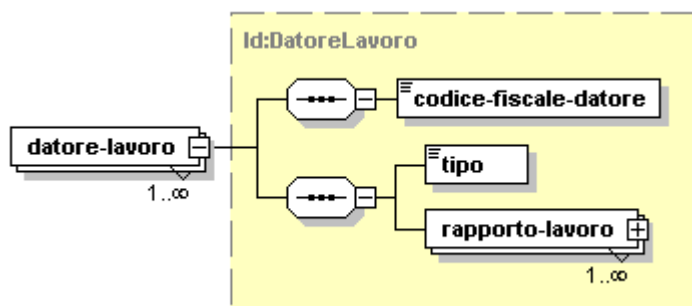 Id:DatoreLavoro
codice-fiscale-datore
datore-lavoro
1..∞
tipo
rapporto-lavoro
1..∞